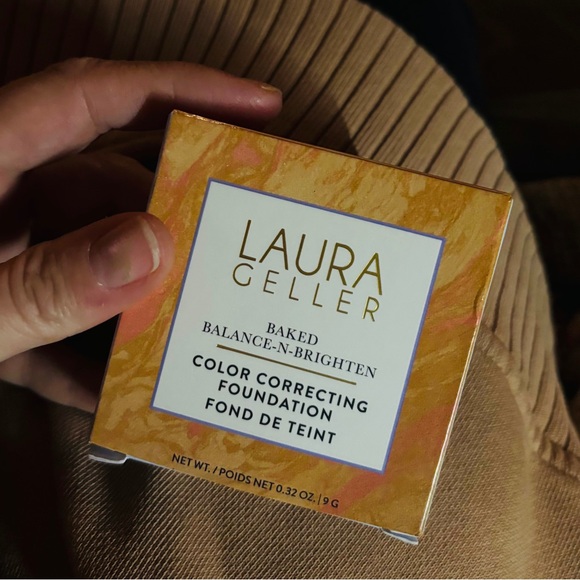 LAURA
GELLER
BAKED
BALANCE-N-BRIGHTEN
COLOR CORRECTING
FOUNDATION
FOND DE TEINT
NET WT. / POIDS NET 0.32 OZ. | 9 G